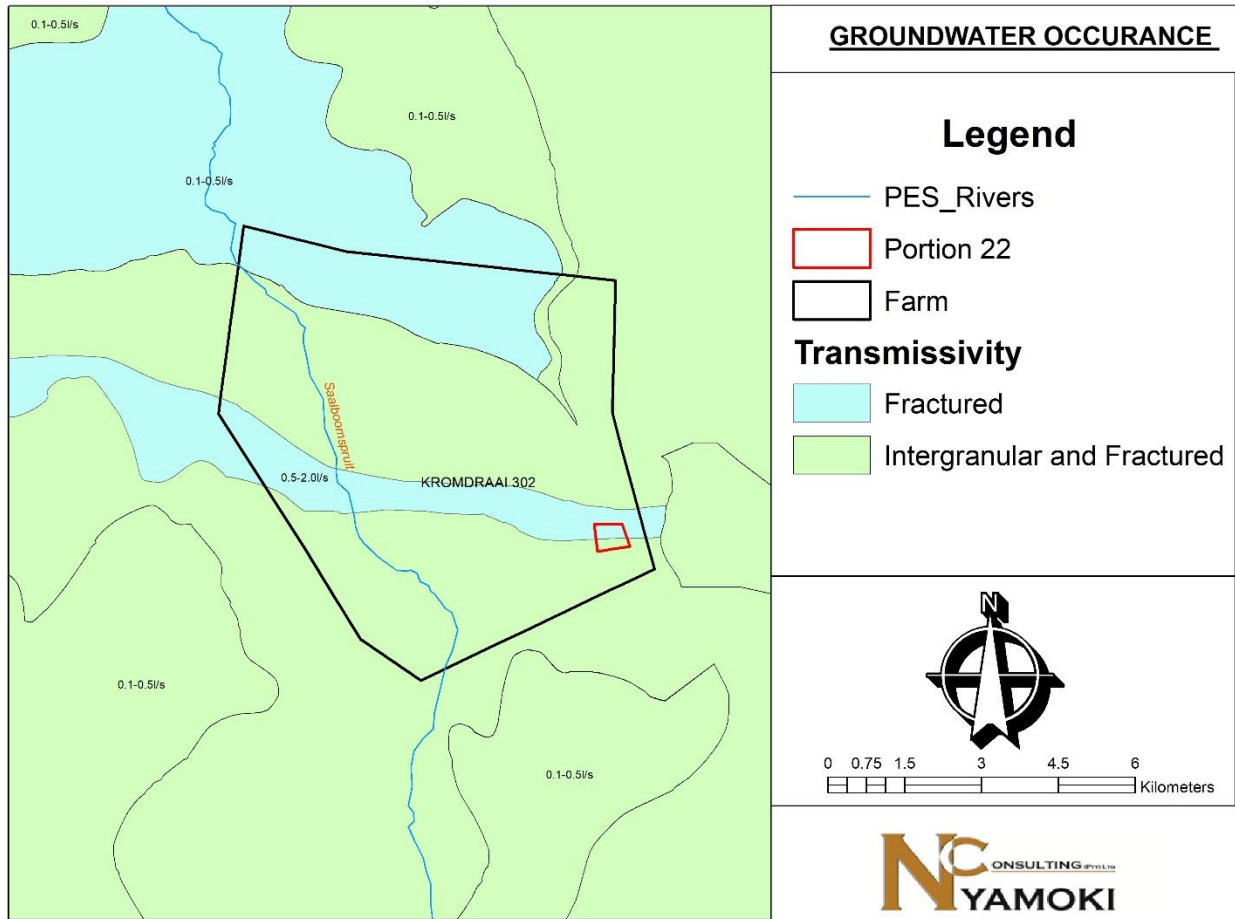 0.1-0.5l/s
0.1-0.5l/s
0.1-0.5l/s
Saalboomspruit
0.5-2.0l/s
KROMDRAAI 302
0.1-0.5l/s
0.1-0.5l/s
GROUNDWATER OCCURANCE
Legend
PES_Rivers
Portion 22
Farm
Transmissivity
Fractured
Intergranular and Fractured
N
0 0.75 1.5 3 4.5 6
Kilometers
NC
ONSULTING (Pty) Ltd
YAMOKI